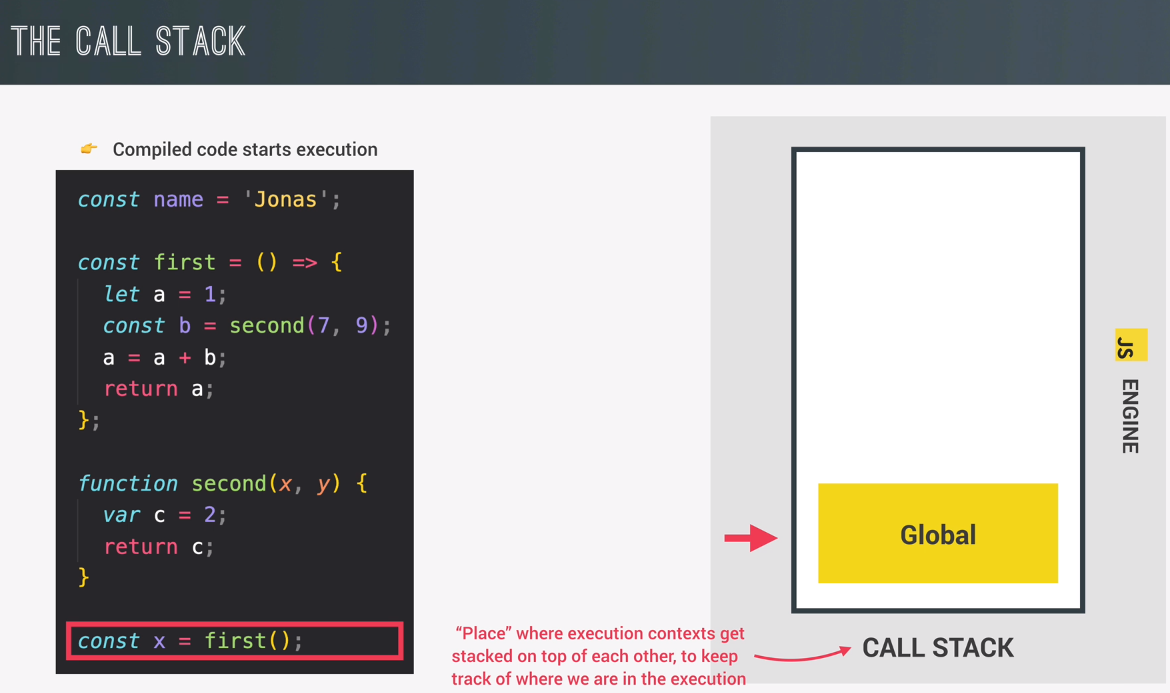 THE CALL STACK
👉 Compiled code starts execution
const name = 'Jonas';
const first = () => {
let a = 1;
const b = second(7, 9);
a = a + b;
return a;
};
function second(x, y) {
var c = 2;
return c;
}
const x = first();
Global
“Place” where execution contexts get
stacked on top of each other, to keep
track of where we are in the execution
CALL STACK
JS ENGINE